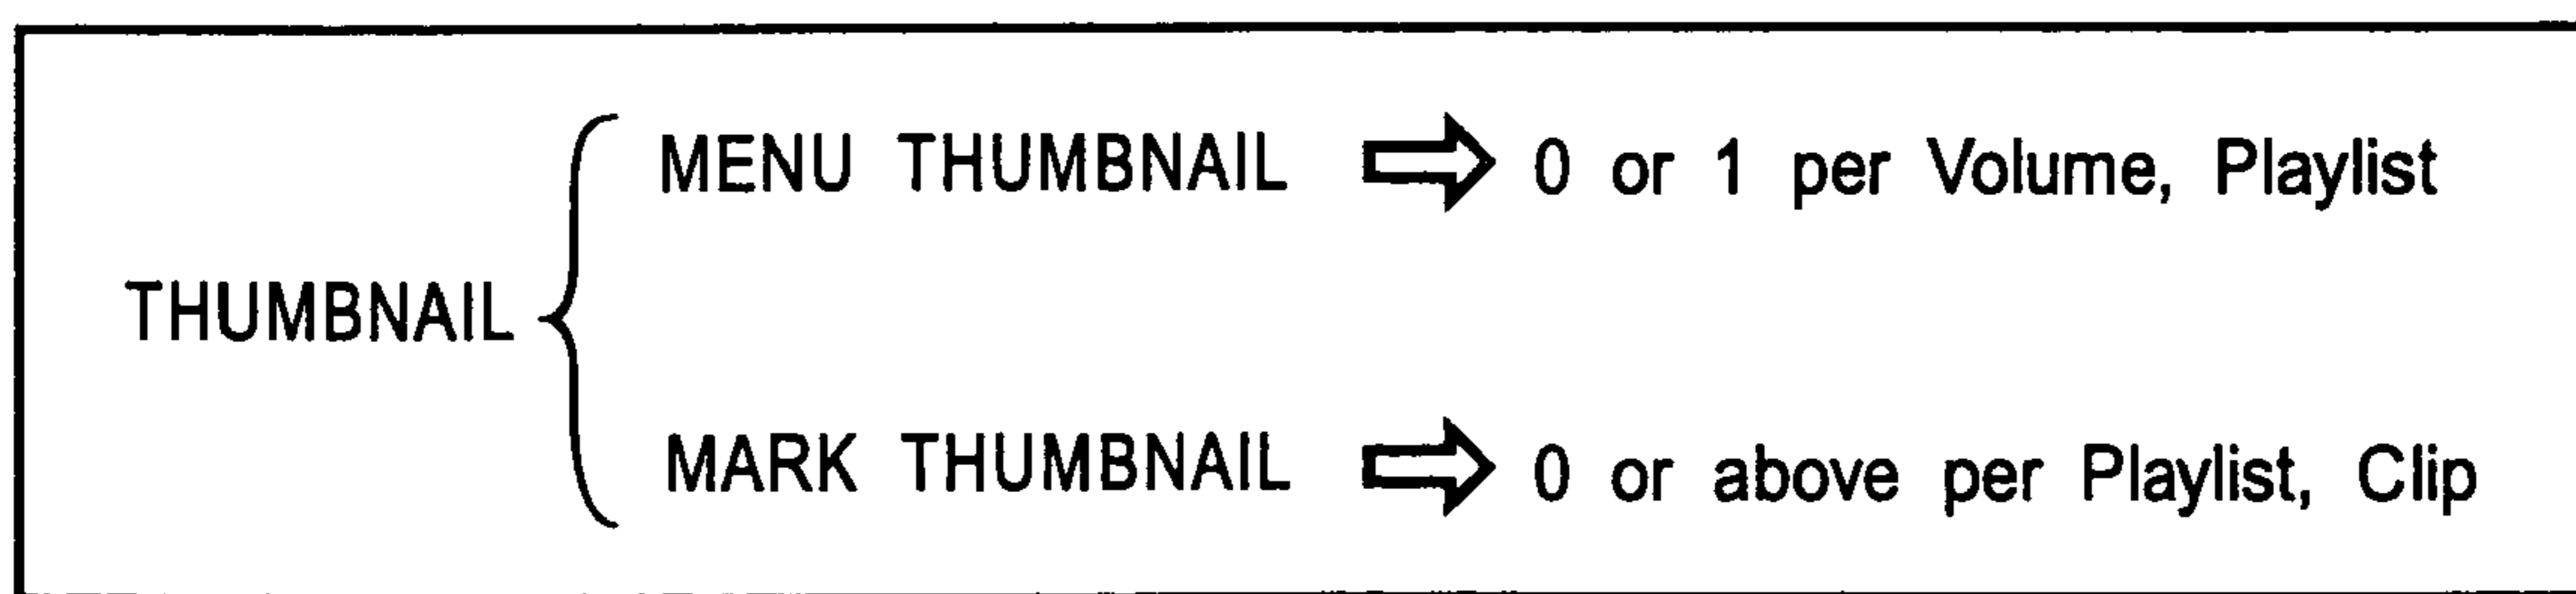 MENU THUMBNAIL ⇨ 0 or 1 per Volume, Playlist
THUMBNAIL
MARK THUMBNAIL ⇨ 0 or above per Playlist, Clip